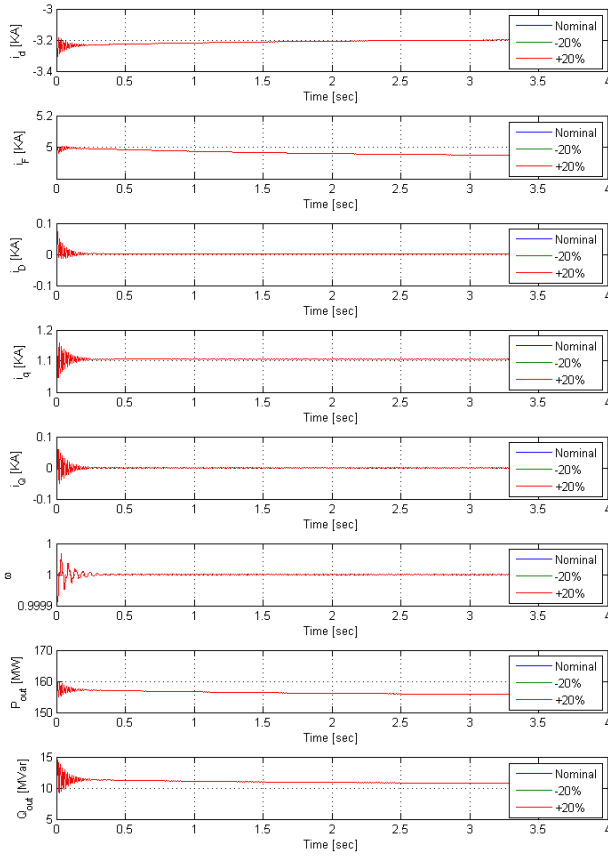 -3
-3.2
-3.4
i_d [KA]
Nominal
-20%
+20%
0 0.5 1 1.5 2 2.5 3 3.5 4
Time [sec]
5.2
5
i_F [KA]
Nominal
-20%
+20%
0 0.5 1 1.5 2 2.5 3 3.5 4
Time [sec]
0.1
0
-0.1
i_D [KA]
Nominal
-20%
+20%
0 0.5 1 1.5 2 2.5 3 3.5 4
Time [sec]
1.2
1.1
1
i_q [KA]
Nominal
-20%
+20%
0 0.5 1 1.5 2 2.5 3 3.5 4
Time [sec]
0.1
0
-0.1
i_Q [KA]
Nominal
-20%
+20%
0 0.5 1 1.5 2 2.5 3 3.5 4
Time [sec]
1
1
0.9999
ω
Nominal
-20%
+20%
0 0.5 1 1.5 2 2.5 3 3.5 4
Time [sec]
170
160
150
P_out [MW]
Nominal
-20%
+20%
0 0.5 1 1.5 2 2.5 3 3.5 4
Time [sec]
15
10
5
Q_out [MVar]
Nominal
-20%
+20%
0 0.5 1 1.5 2 2.5 3 3.5 4
Time [sec]